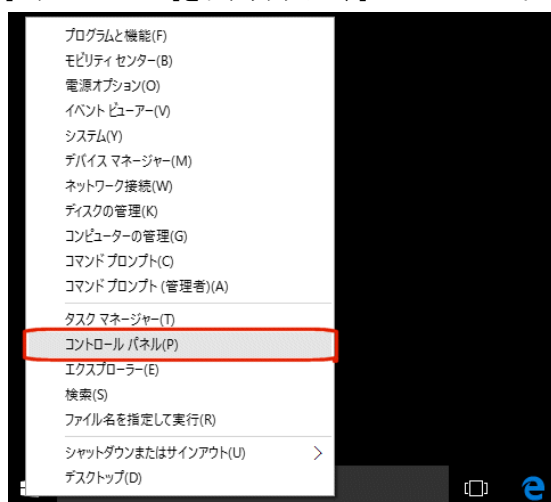 プログラムと機能(F)
モビリティ センター(B)
電源オプション(O)
イベント ビューアー(V)
システム(Y)
デバイス マネージャー(M)
ネットワーク接続(W)
ディスクの管理(K)
コンピューターの管理(G)
コマンド プロンプト(C)
コマンド プロンプト (管理者)(A)
タスク マネージャー(T)
コントロール パネル(P)
エクスプローラー(E)
検索(S)
ファイル名を指定して実行(R)
シャットダウンまたはサインアウト(U)
デスクトップ(D)